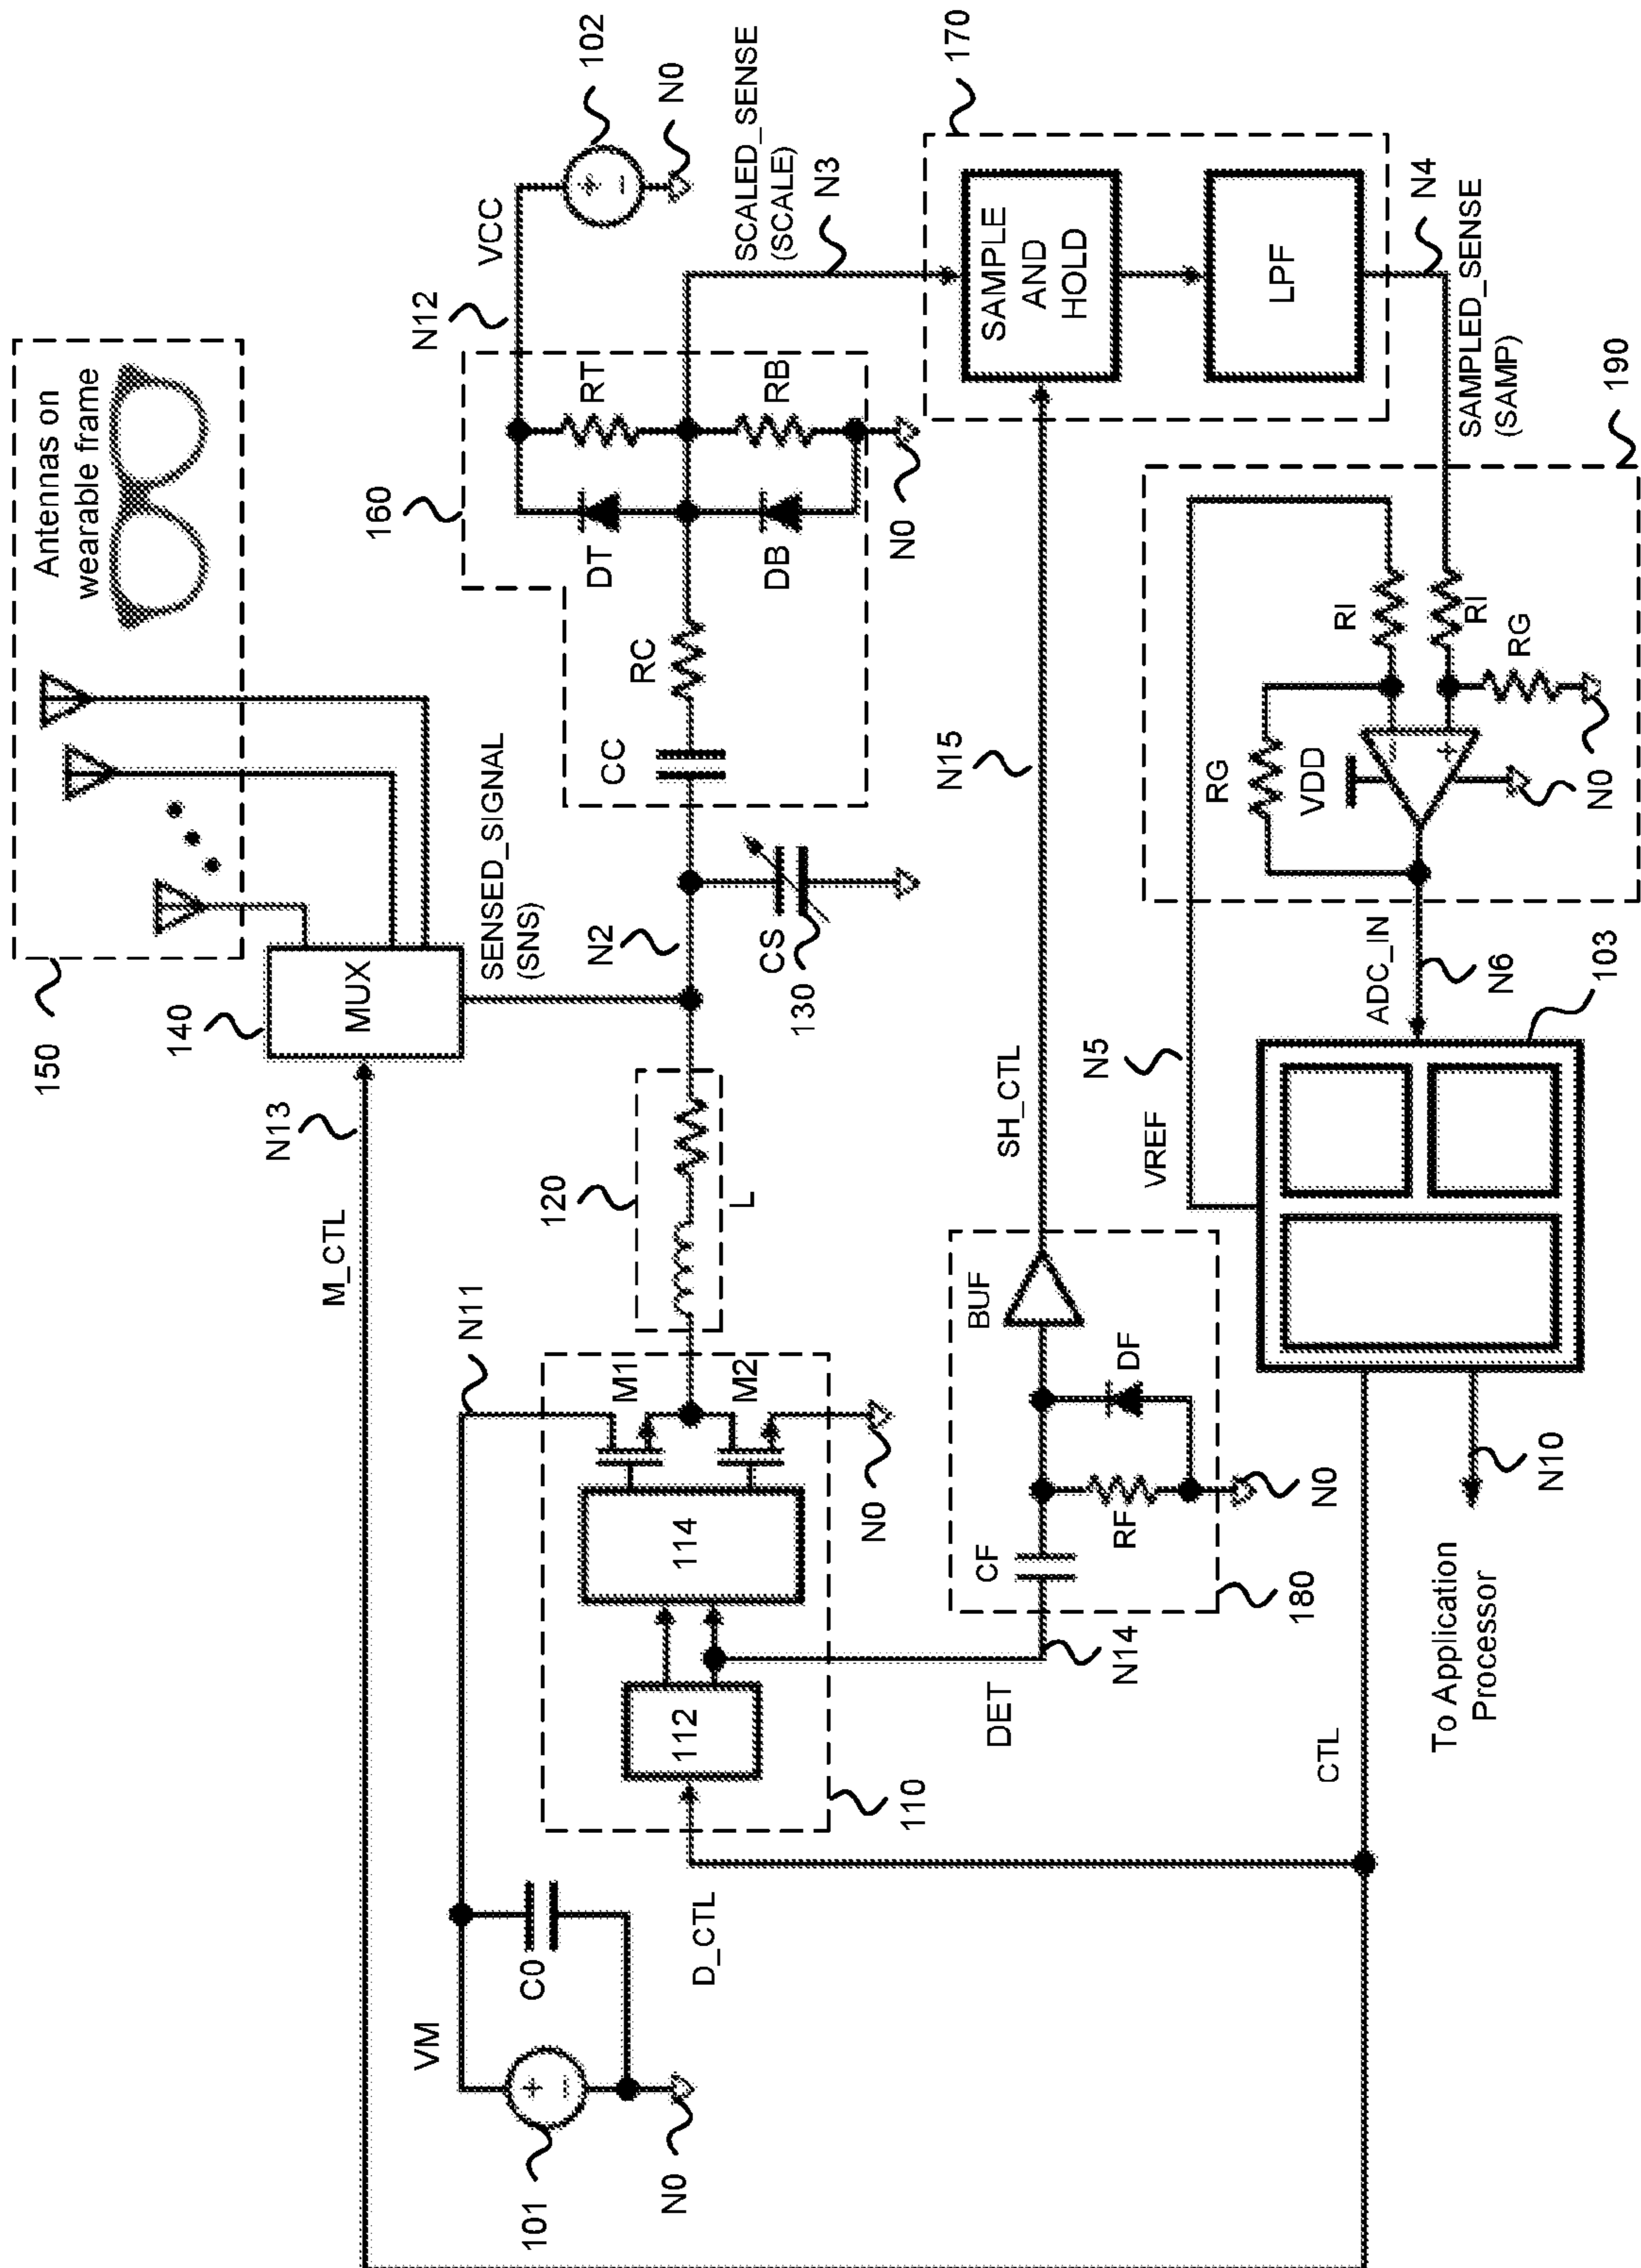 Antennas on
wearable frame
150
140
MUX
N13
M_CTL
SENSED_SIGNAL
(SNS)
N12
VCC
102
N0
160
DT
RT
DB
RB
N0
RC
CC
N2
CS
130
SCALED_SENSE
(SCALE)
N3
170
SAMPLE
AND
HOLD
LPF
N4
SAMPLED_SENSE
(SAMP)
120
L
N11
M1
M2
114
112
N0
110
VM
C0
101
N0
D_CTL
DET
N14
CF
RF
DF
BUF
N0
180
SH_CTL
N15
190
RI
RI
RG
RG
VDD
N0
VREF
N5
ADC_IN
N6
103
CTL
N10
To Application
Processor
+
−
+
−
−
+